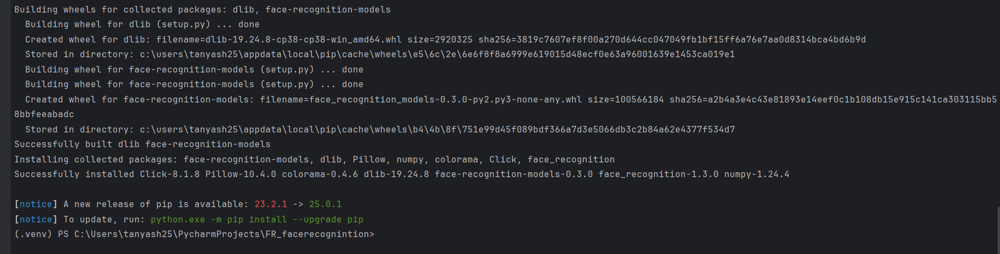 Building wheels for collected packages: dlib, face-recognition-models
Building wheel for dlib (setup.py) ... done
Created wheel for dlib: filename=dlib-19.24.8-cp38-cp38-win_amd64.whl size=2920325 sha256=3819c7607ef8f00a270d644cc047049fb1bf15ff6a76e7aa0d8314bca4bd6b9d
Stored in directory: c:\users\tanyash25\appdata\local\pip\cache\wheels\e5\6c\2e\6e6f8f8a6999e619015d48ecf0e63a96001639e1453ca019e1
Building wheel for face-recognition-models (setup.py) ... done
Building wheel for face-recognition-models (setup.py) ... done
Created wheel for face-recognition-models: filename=face_recognition_models-0.3.0-py2.py3-none-any.whl size=100566184 sha256=a2b4a3e4c43e81893e14eef0c1b108db15e915c141ca303115bb5
8bbfeeabadc
Stored in directory: c:\users\tanyash25\appdata\local\pip\cache\wheels\b4\4b\8f\751e99d45f089bdf366a7d3e5066db3c2b84a62e4377f534d7
Successfully built dlib face-recognition-models
Installing collected packages: face-recognition-models, dlib, Pillow, numpy, colorama, Click, face_recognition
Successfully installed Click-8.1.8 Pillow-10.4.0 colorama-0.4.6 dlib-19.24.8 face-recognition-models-0.3.0 face_recognition-1.3.0 numpy-1.24.4
[notice] A new release of pip is available: 23.2.1 -> 25.0.1
[notice] To update, run: python.exe -m pip install --upgrade pip
(.venv) PS C:\Users\tanyash25\PycharmProjects\FR_facerecognintion>